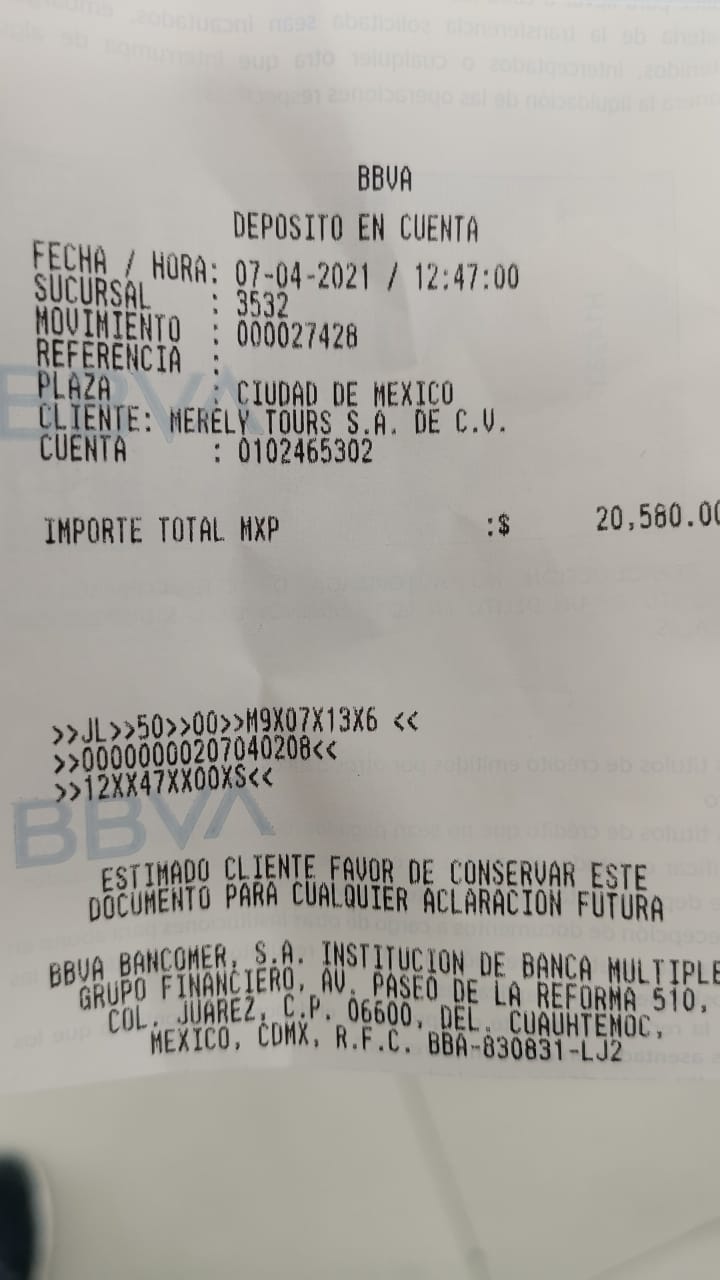 BBVA
DEPOSITO EN CUENTA
FECHA / HORA: 07-04-2021 / 12:47:00
SUCURSAL : 3532
MOVIMIENTO : 000027428
REFERENCIA :
PLAZA : CIUDAD DE MEXICO
CLIENTE: MERELY TOURS S.A. DE C.V.
CUENTA : 0102465302
IMPORTE TOTAL MXP :$ 20,580.00
>>JL>>50>>00>>M9X07X13X6 <<
>>00000000207040208<<
>>12XX47XX00XS<<
BBVA
ESTIMADO CLIENTE FAVOR DE CONSERVAR ESTE
DOCUMENTO PARA CUALQUIER ACLARACION FUTURA
BBVA BANCOMER, S.A. INSTITUCION DE BANCA MULTIPLE
GRUPO FINANCIERO, AV. PASEO DE LA REFORMA 510,
COL. JUAREZ, C.P. 06600, DEL. CUAUHTEMOC,
MEXICO, CDMX, R.F.C. BBA-830831-LJ2